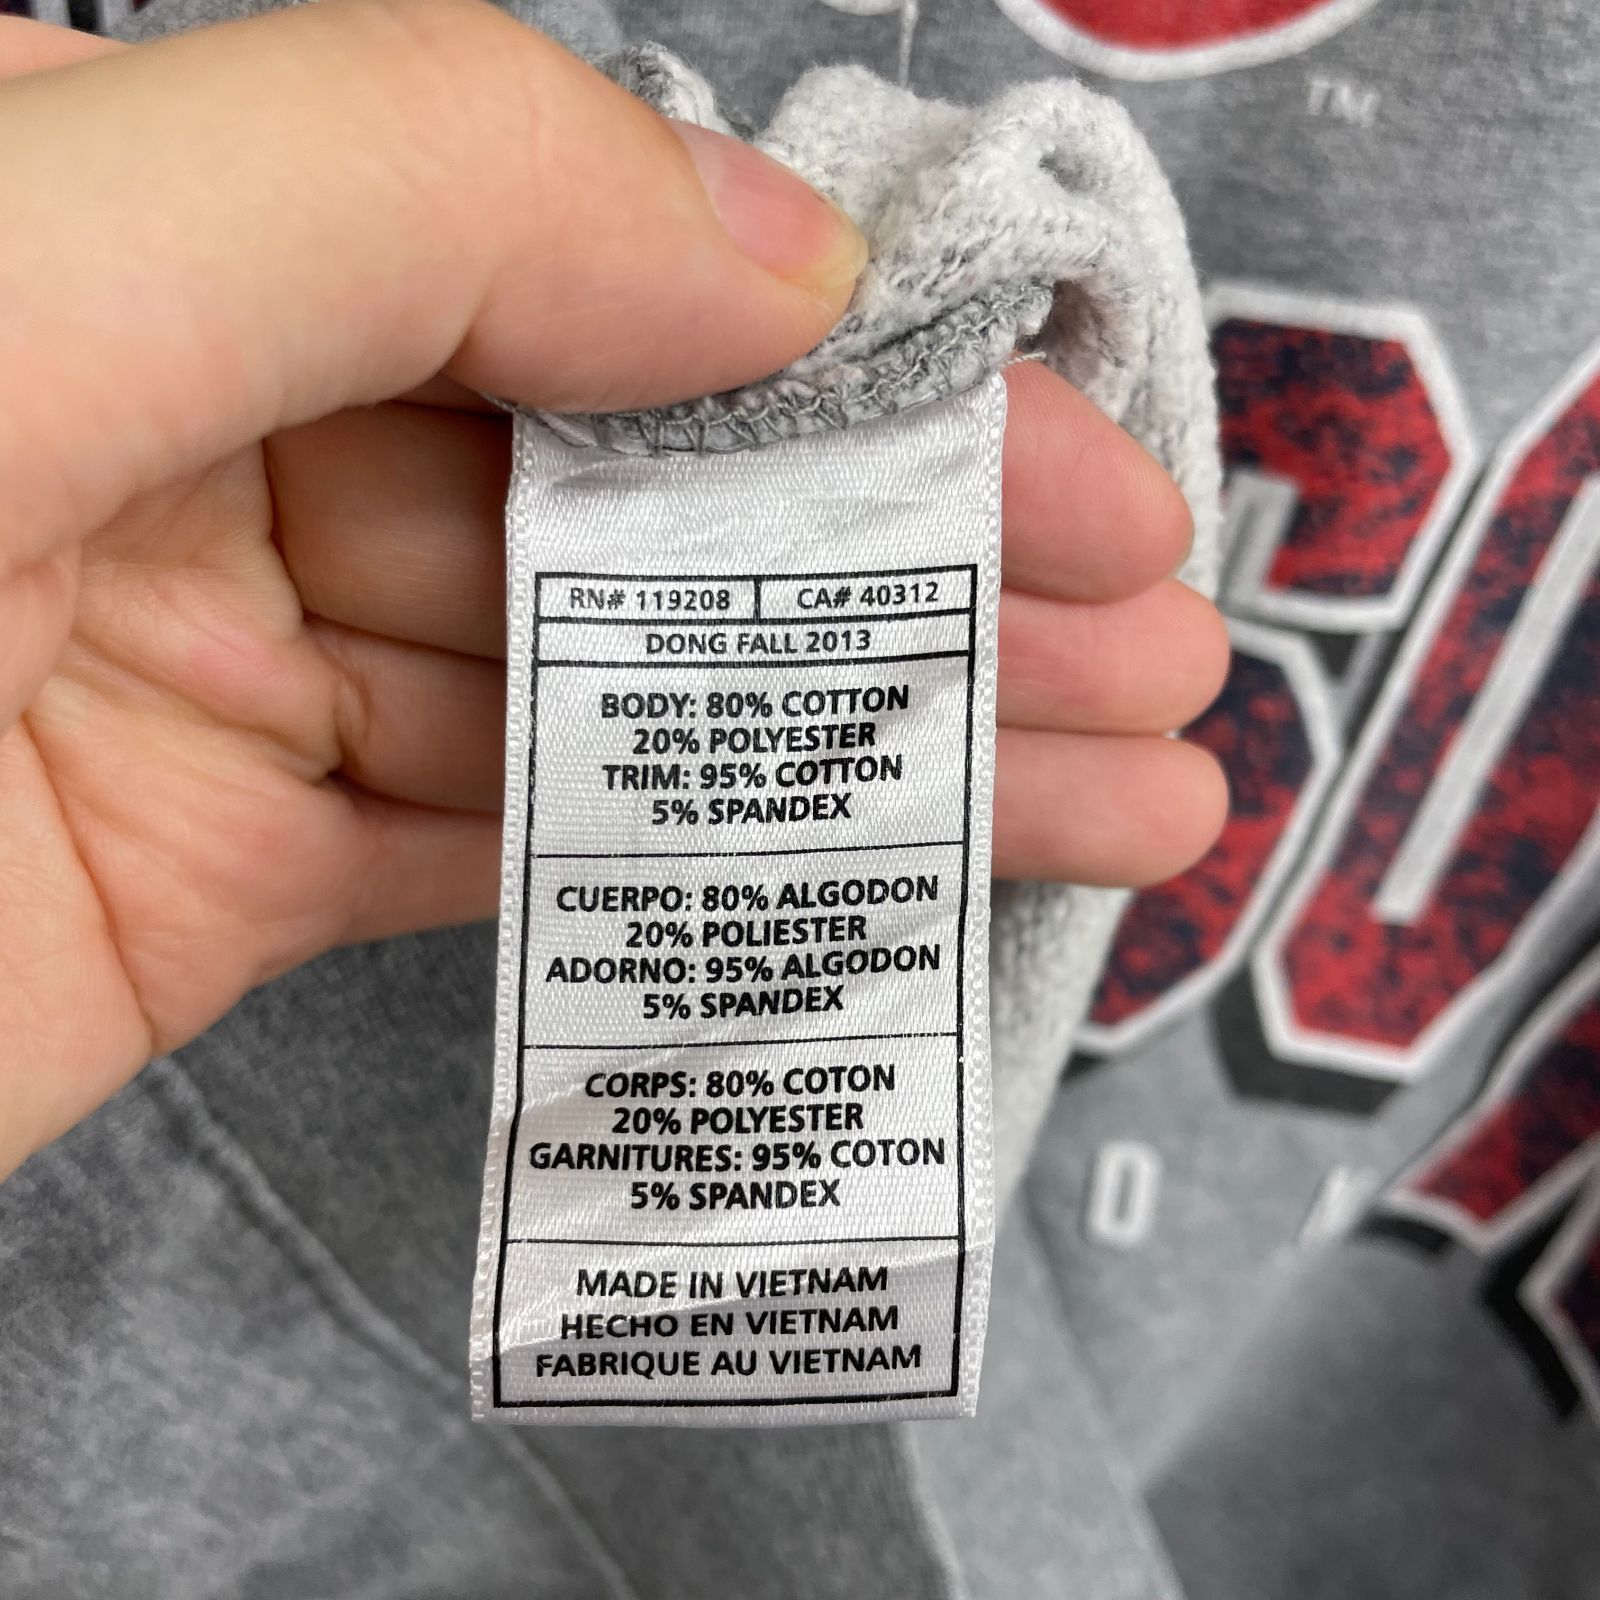 TM
RN# 119208 CA# 40312
DONG FALL 2013
BODY: 80% COTTON
20% POLYESTER
TRIM: 95% COTTON
5% SPANDEX
CUERPO: 80% ALGODON
20% POLIESTER
ADORNO: 95% ALGODON
5% SPANDEX
CORPS: 80% COTON
20% POLYESTER
GARNITURES: 95% COTON
5% SPANDEX
MADE IN VIETNAM
HECHO EN VIETNAM
FABRIQUE AU VIETNAM